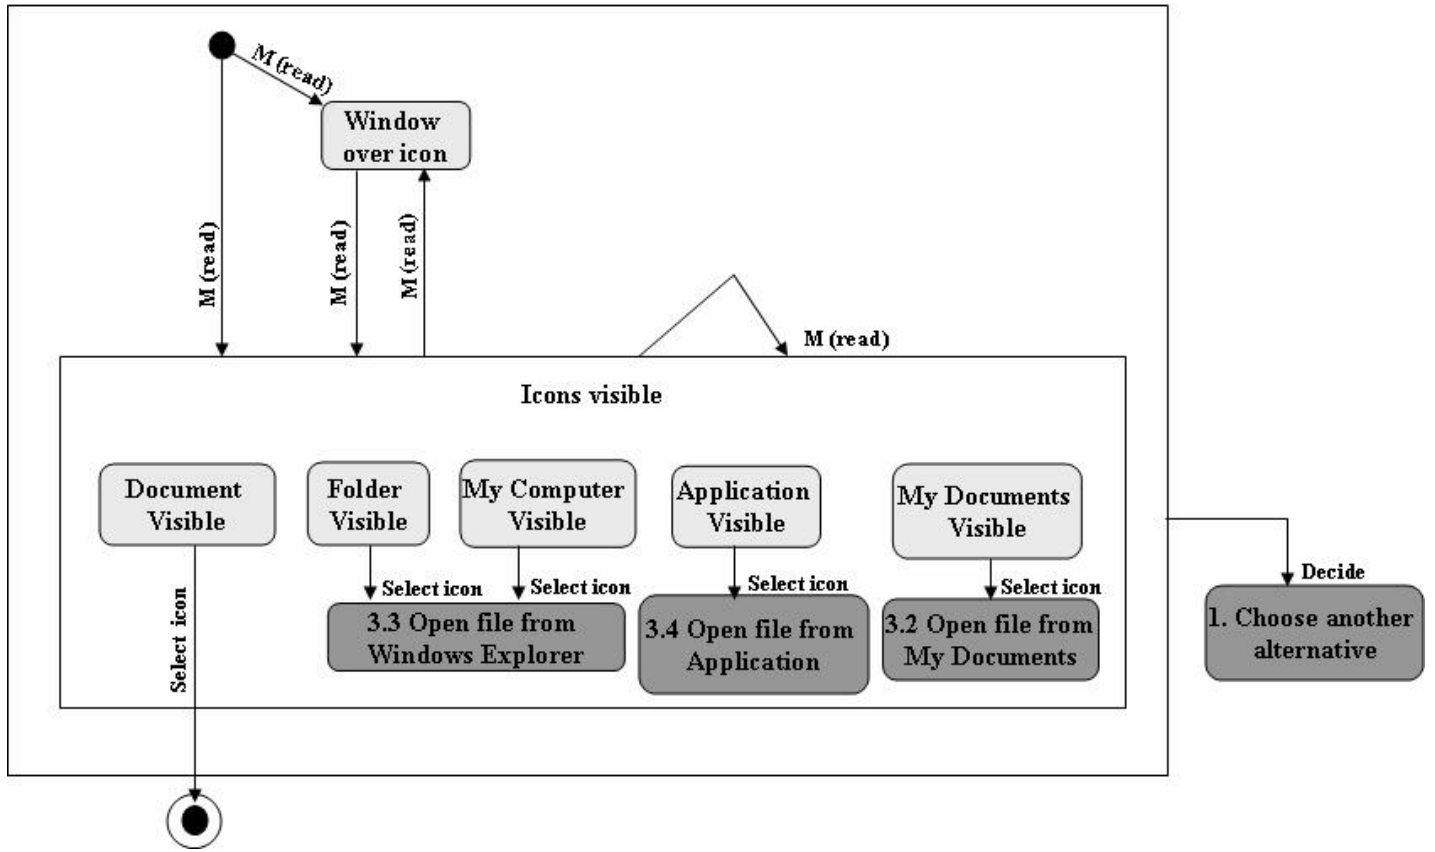 M (read)
Window
over icon
M (read)
M (read)
M (read)
M (read)
Icons visible
Document
Visible
Folder
Visible
My Computer
Visible
Application
Visible
My Documents
Visible
Select icon
Select icon
Select icon
Select icon
Select icon
Decide
3.3 Open file from
Windows Explorer
3.4 Open file from
Application
3.2 Open file from
My Documents
1. Choose another
alternative